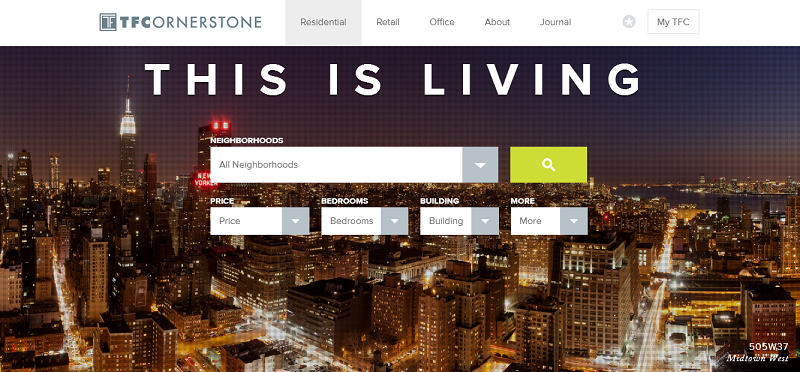 TFCORNERSTONE
Residential Retail Office About Journal My TFC
THIS IS LIVING
NEIGHBORHOODS
All Neighborhoods
NEW
YORKER
PRICE BEDROOMS BUILDING MORE
Price Bedrooms Building More
505W37
Midtown West